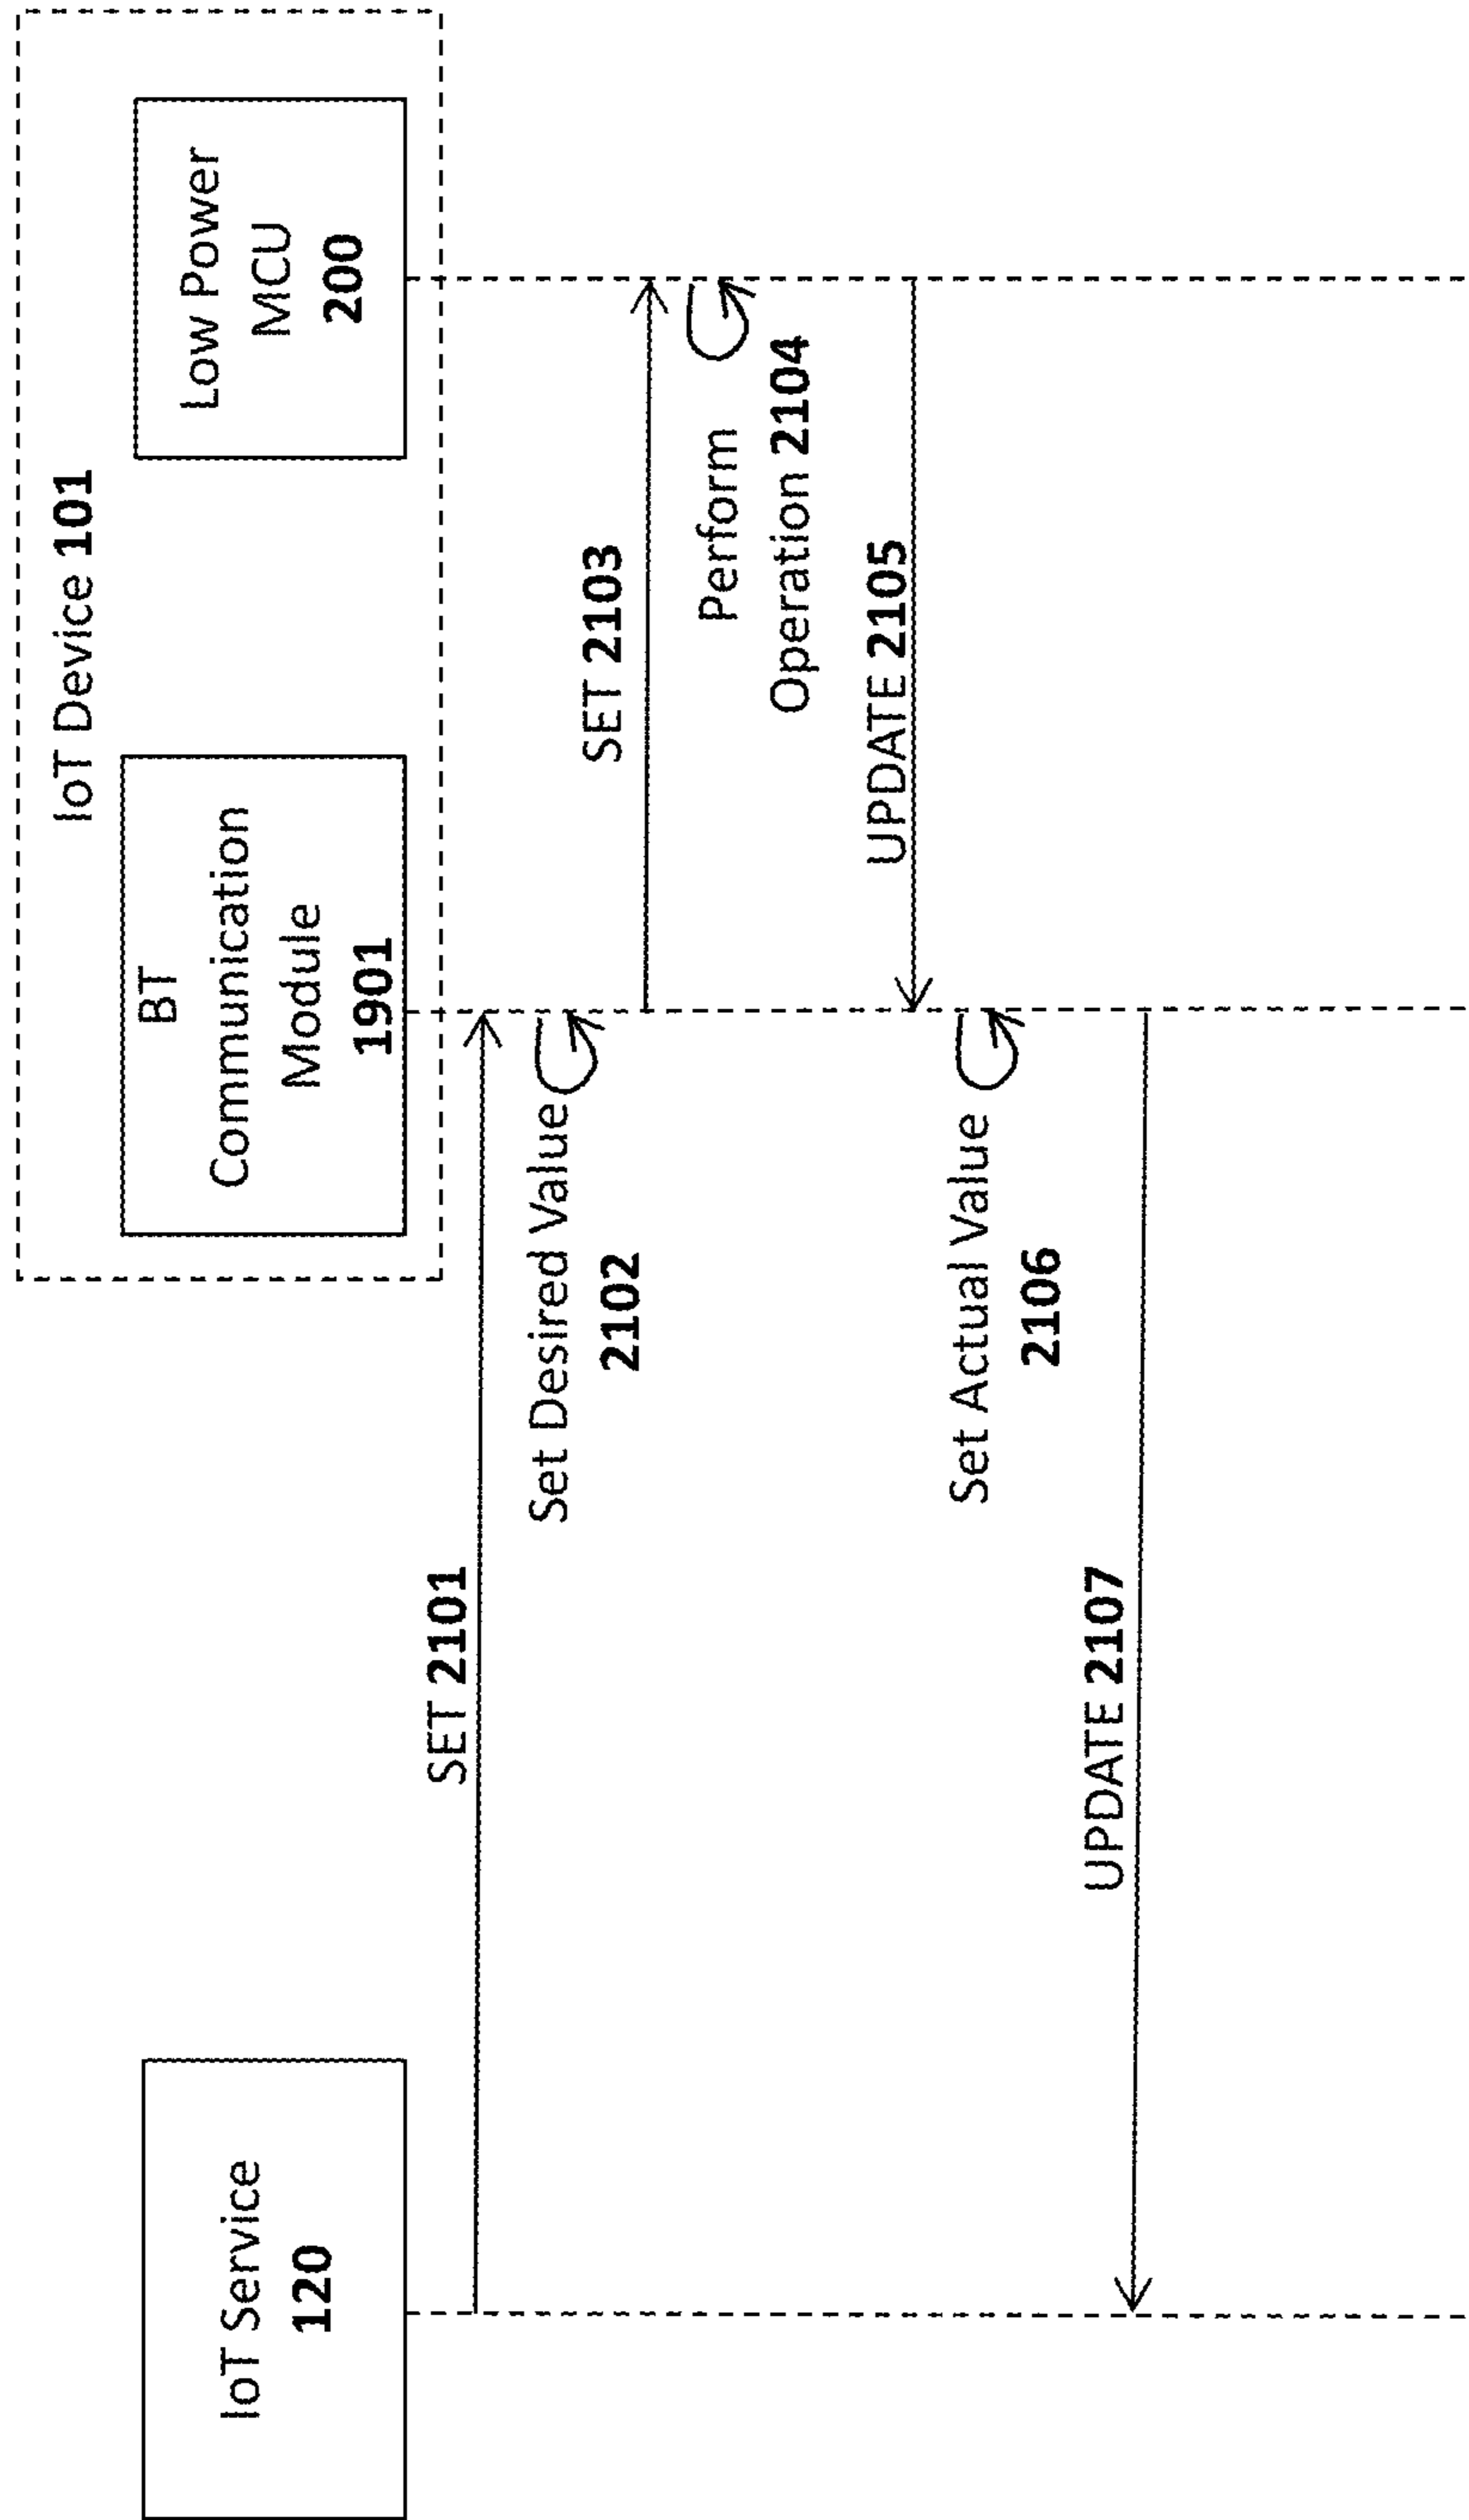 IoT Device 101
IoT Service
120
BT
Communication
Module
1901
Low Power
MCU
200
SET 2101
Set Desired Value
2102
SET 2103
Perform
Operation 2104
UPDATE 2105
Set Actual Value
2106
UPDATE 2107